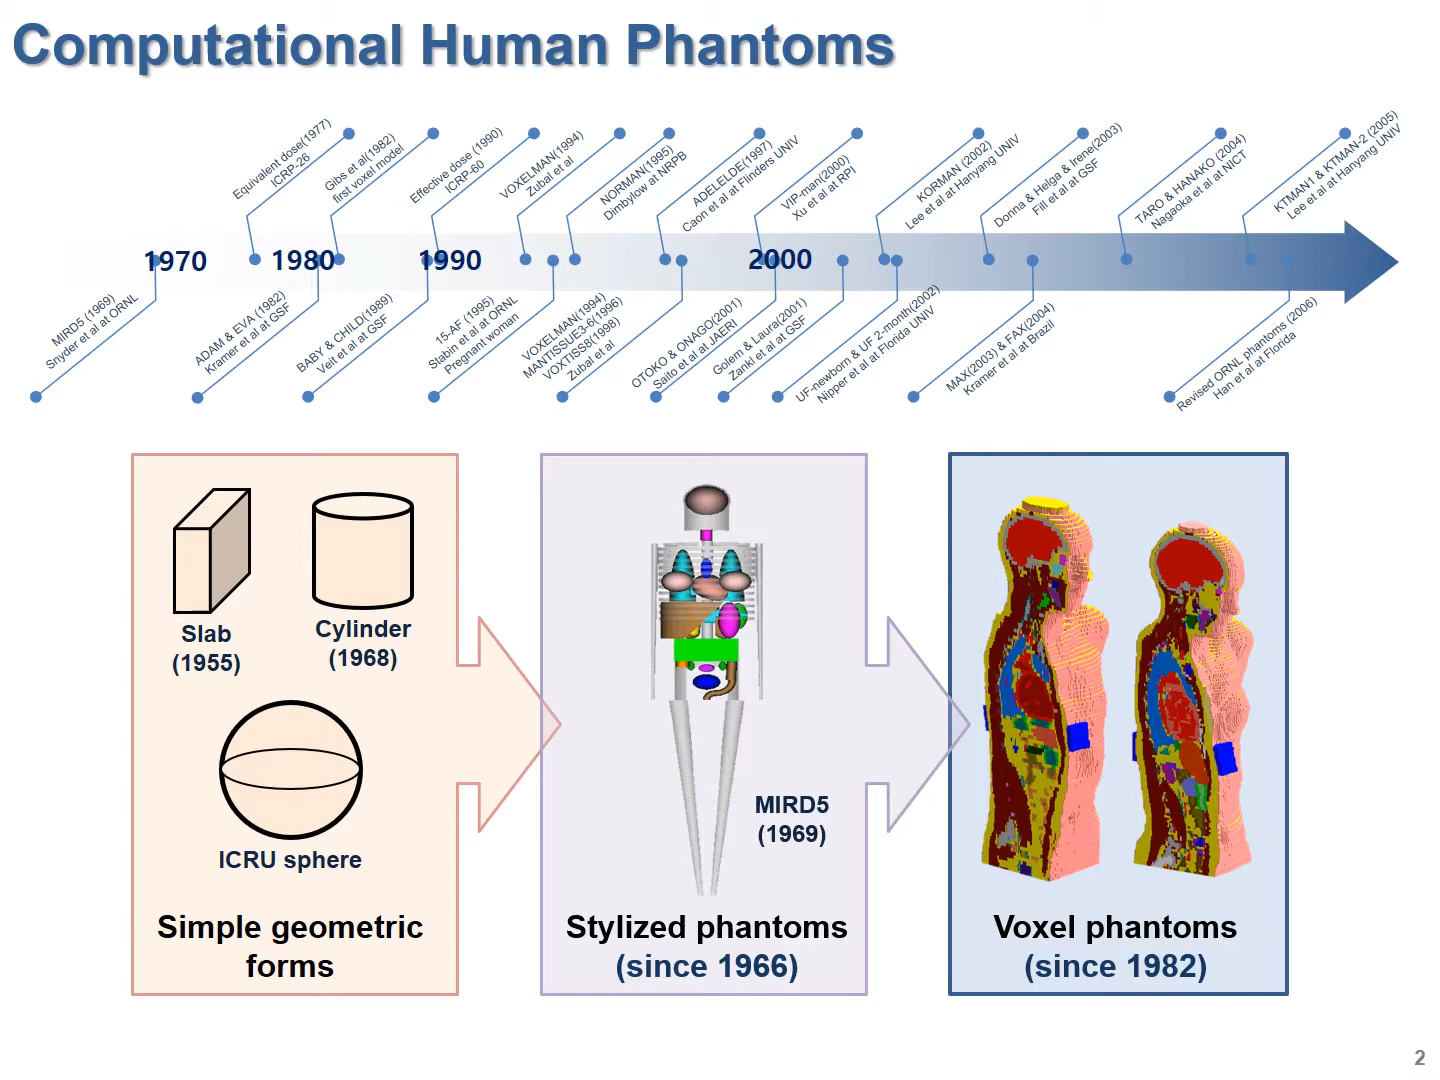 Computational Human Phantoms
Equivalent dose(1977)
ICRP-26
Gibs et al(1982)
first voxel model
Effective dose (1990)
ICRP-60
VOXELMAN(1994)
Zubal et al
NORMAN(1995)
Dimbylow at NRPB
ADELELDE(1997)
Caon et al at Flinders UNIV
VIP-man(2000)
Xu et al at RPI
KORMAN (2002)
Lee et al at Hanyang UNIV
Donna & Helga & Irene(2003)
Fill et al at GSF
TARO & HANAKO (2004)
Nagaoka et al at NICT
KTMAN1 & KTMAN-2 (2005)
Lee et al at Hanyang UNIV
1970
1980
1990
2000
MIRD5 (1969)
Snyder et al at ORNL
ADAM & EVA (1982)
Kramer et al at GSF
BABY & CHILD(1989)
Veit et al at GSF
15-AF (1995)
Stabin et al at ORNL
Pregnant woman
VOXELMAN(1994)
MANTISSUE3-6(1996)
VOXTISS8(1998)
Zubal et al
OTOKO & ONAGO(2001)
Saito et al at JAERI
Golem & Laura(2001)
Zankl et al at GSF
UF-newborn & UF 2-month(2002)
Nipper et al at Florida UNIV
MAX(2003) & FAX(2004)
Kramer et al at Brazil
Revised ORNL phantoms (2006)
Han et al at Florida
Slab
(1955)
Cylinder
(1968)
ICRU sphere
Simple geometric
forms
MIRD5
(1969)
Stylized phantoms
(since 1966)
Voxel phantoms
(since 1982)
2